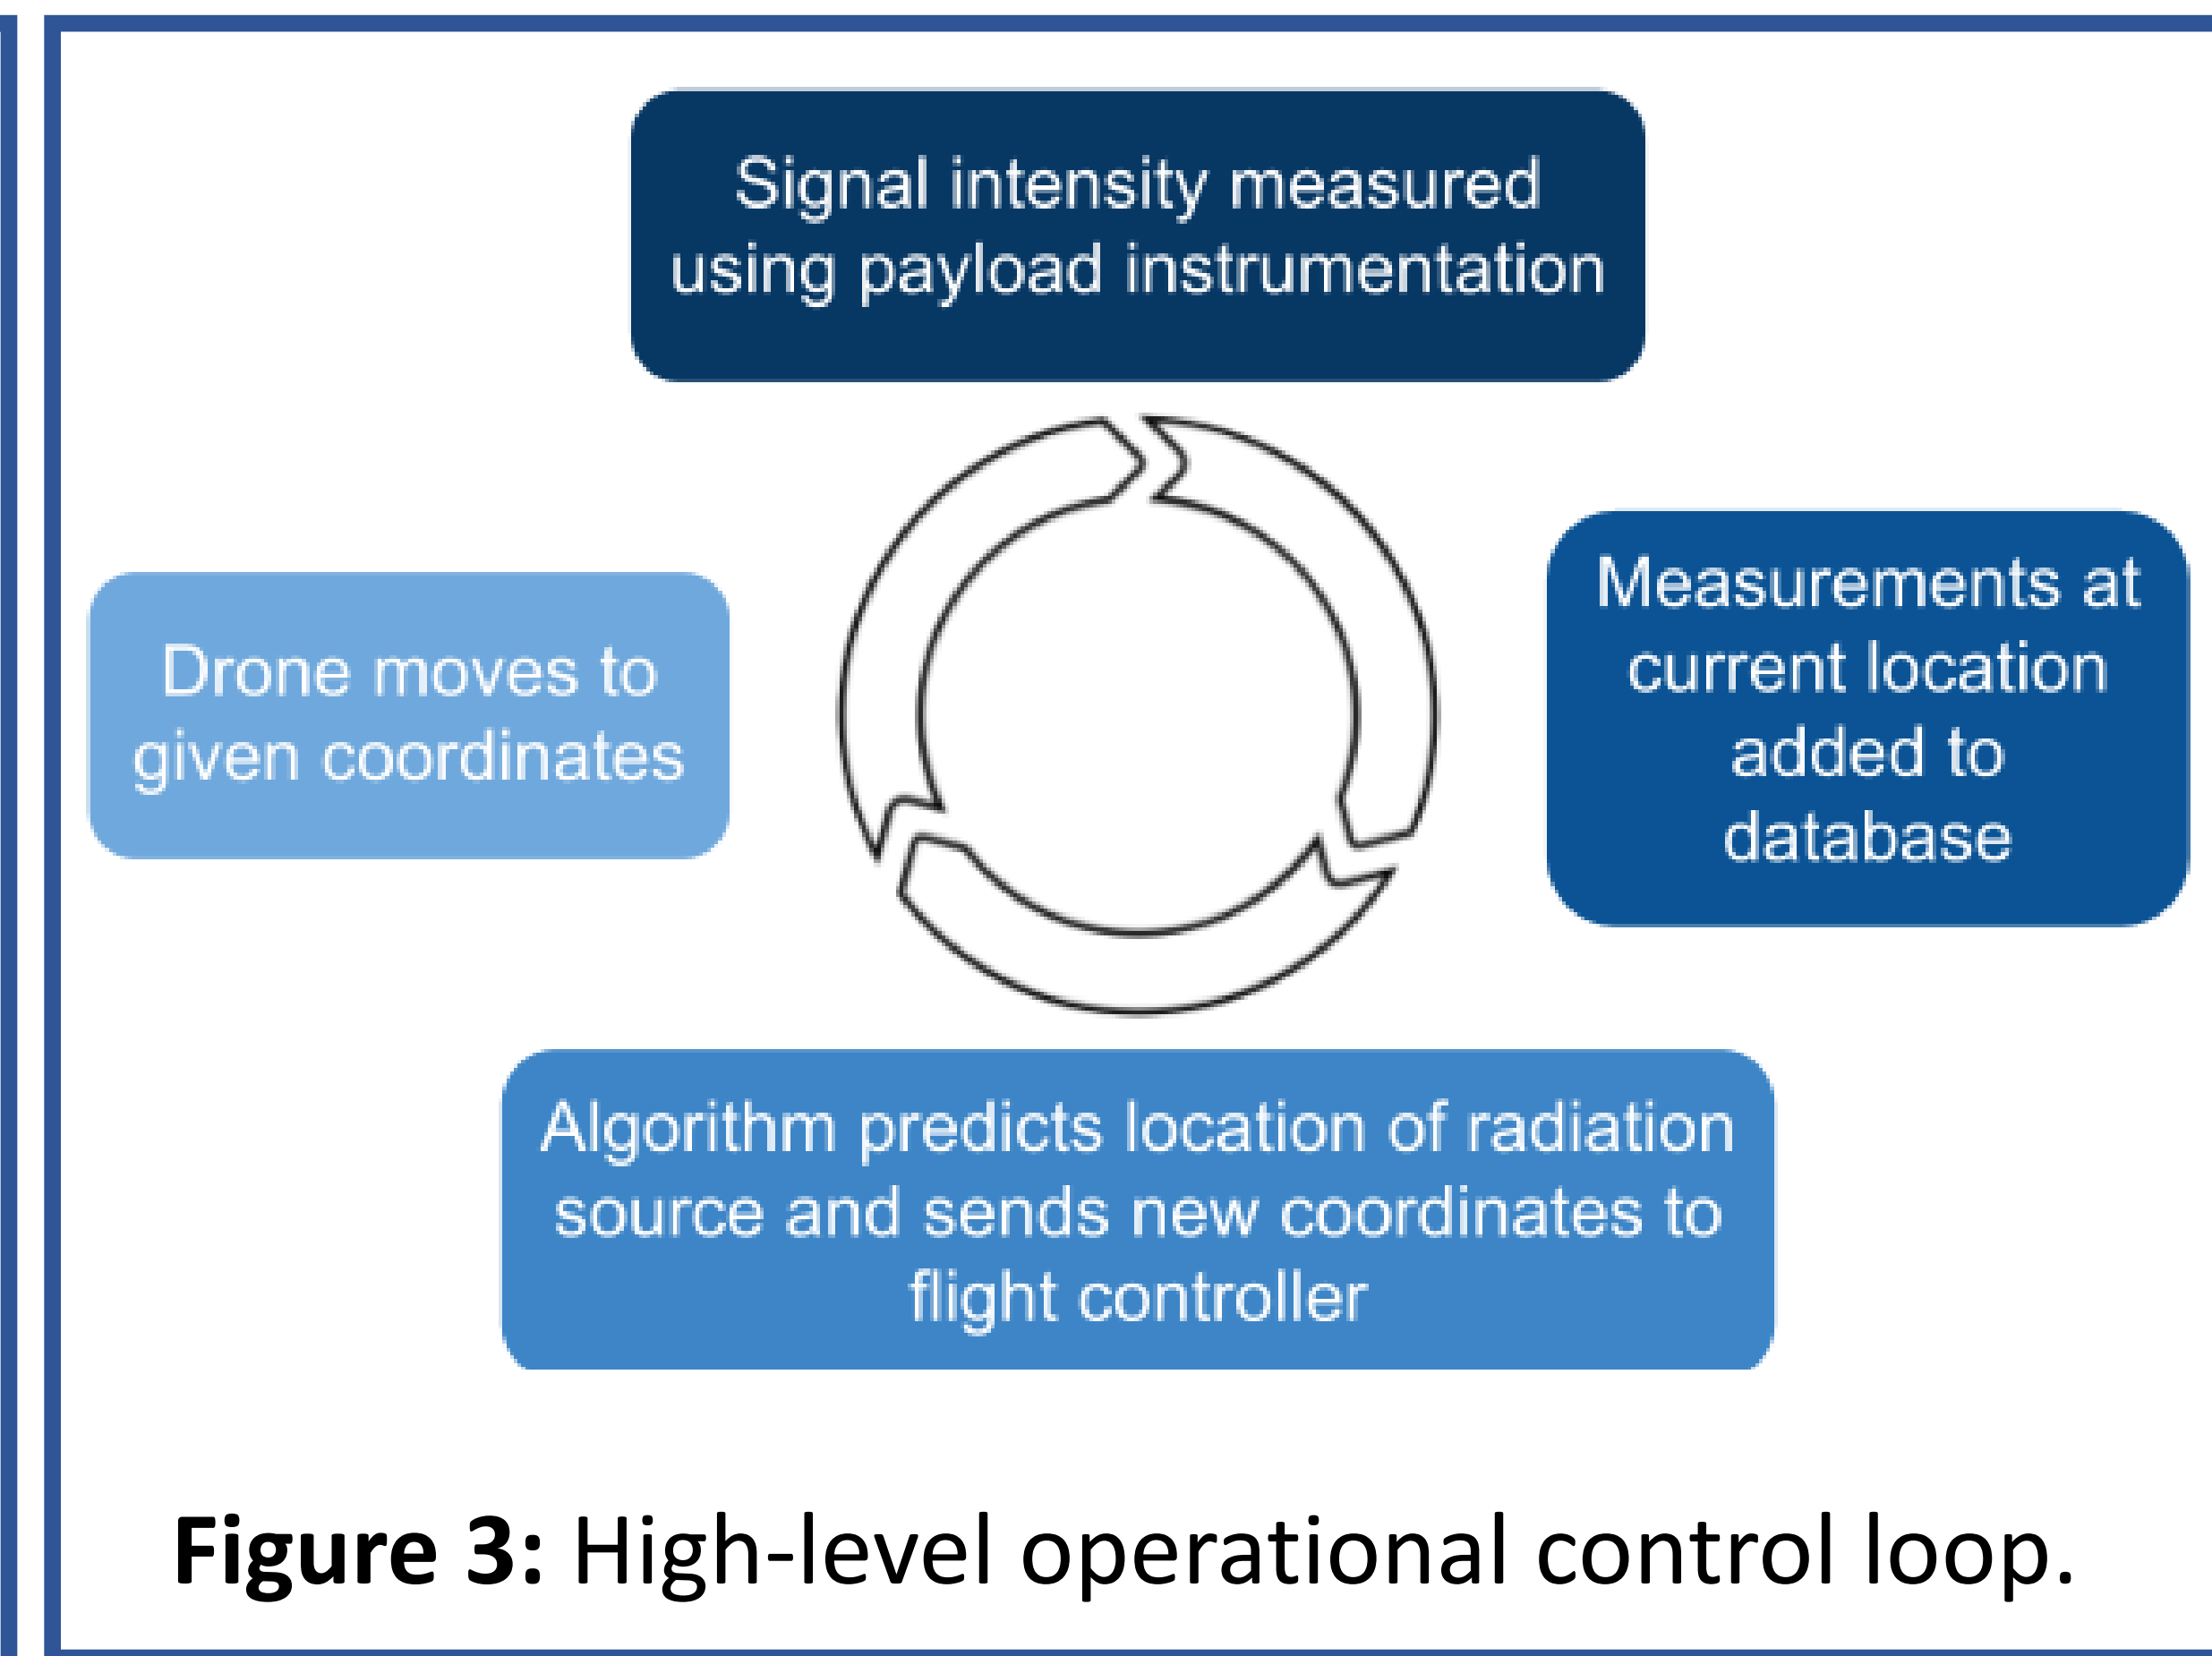 Signal intensity measured
using payload instrumentation
Measurements at
current location
added to
database
Drone moves to
given coordinates
Algorithm predicts location of radiation
source and sends new coordinates to
flight controller
Figure 3: High-level operational control loop.